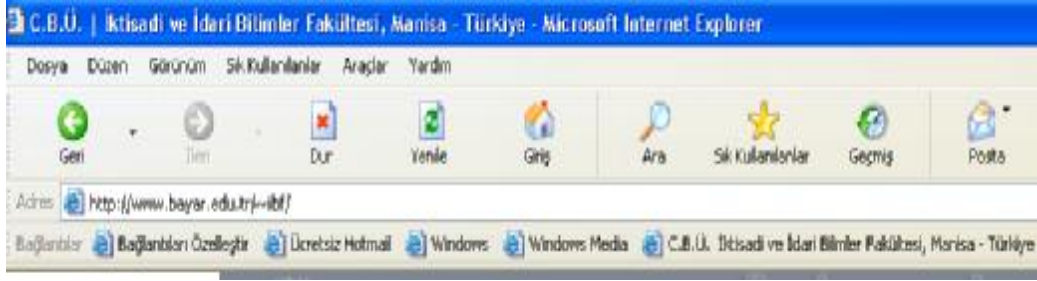 C.B.Ü. | İktisadi ve İdari Bilimler Fakültesi, Manisa - Türkiye - Microsoft Internet Explorer
Dosya Düzen Görünüm Sık Kullanılanlar Araçlar Yardım
Geri İleri Dur Yenile Giriş Ara Sık Kullanılanlar Geçmiş Posta
Adres http://www.bayar.edu.tr/~iibf/
Bağlantılar Bağlantıları Özelleştir Ücretsiz Hotmail Windows Windows Media C.B.Ü. İktisadi ve İdari Bilimler Fakültesi, Manisa - Türkiye